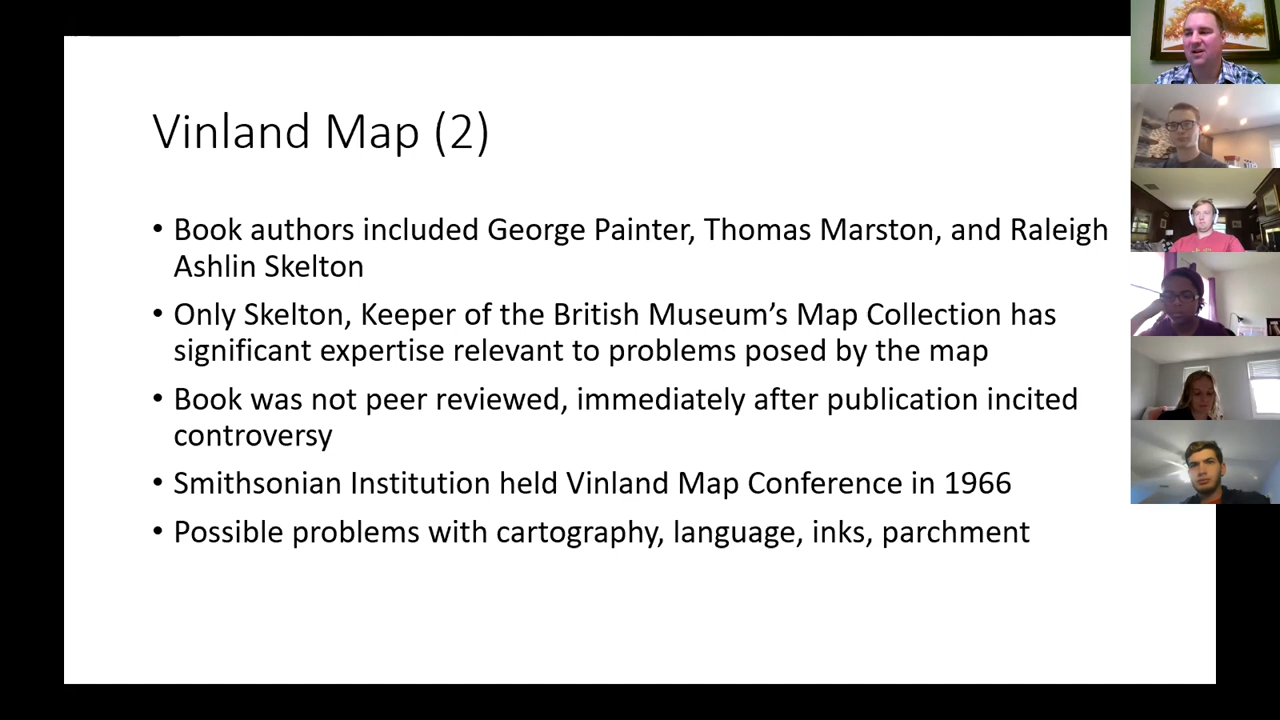 Vinland Map (2)
• Book authors included George Painter, Thomas Marston, and Raleigh
Ashlin Skelton
• Only Skelton, Keeper of the British Museum’s Map Collection has
significant expertise relevant to problems posed by the map
• Book was not peer reviewed, immediately after publication incited
controversy
• Smithsonian Institution held Vinland Map Conference in 1966
• Possible problems with cartography, language, inks, parchment